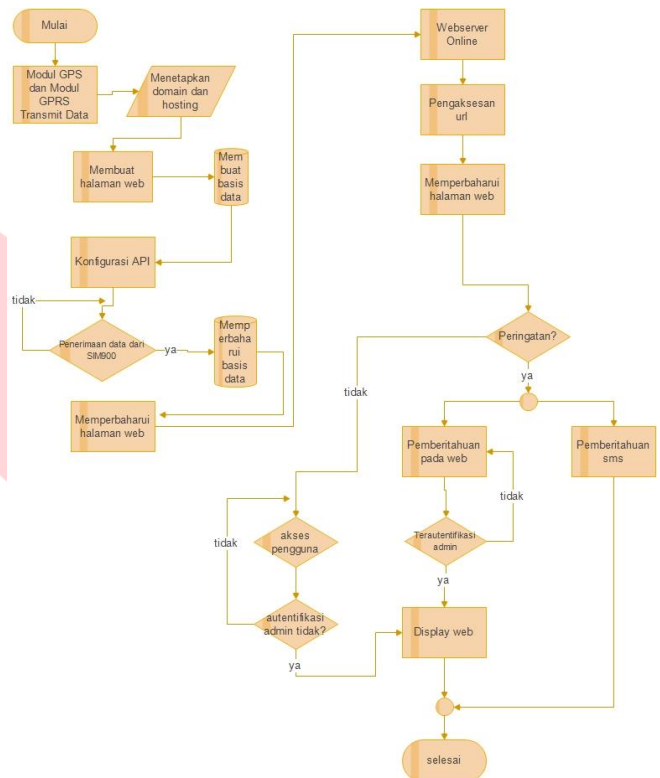 Mulai
Modul GPS
dan Modul
GPRS
Transmit Data
Menetapkan
domain dan
hosting
Membuat
halaman web
Mem
buat
basis
data
Konfigurasi API
tidak
Penerimaan data dari
SIM900
ya
Memp
erbaha
rui
basis
data
Memperbaharui
halaman web
Webserver
Online
Pengaksesan
url
Memperbaharui
halaman web
Peringatan?
tidak
ya
Pemberitahuan
pada web
Pemberitahuan
sms
tidak
Terautentifikasi
admin
ya
tidak
akses
pengguna
autentifikasi
admin tidak?
ya
Display web
selesai